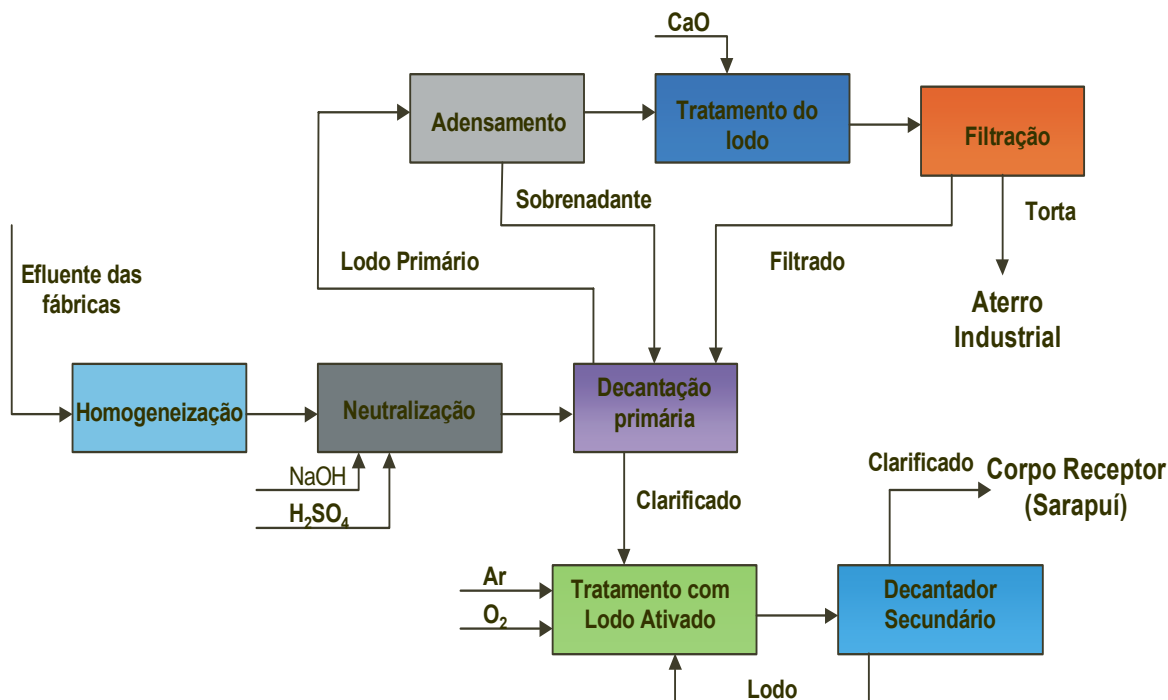 CaO
Adensamento
Tratamento do
lodo
Filtração
Sobrenadante
Torta
Efluente das
fábricas
Lodo Primário
Filtrado
Aterro
Industrial
Homogeneização
Neutralização
Decantação
primária
NaOH
H₂SO₄
Clarificado
Clarificado
Corpo Receptor
(Sarapuí)
Ar
O₂
Tratamento com
Lodo Ativado
Decantador
Secundário
Lodo